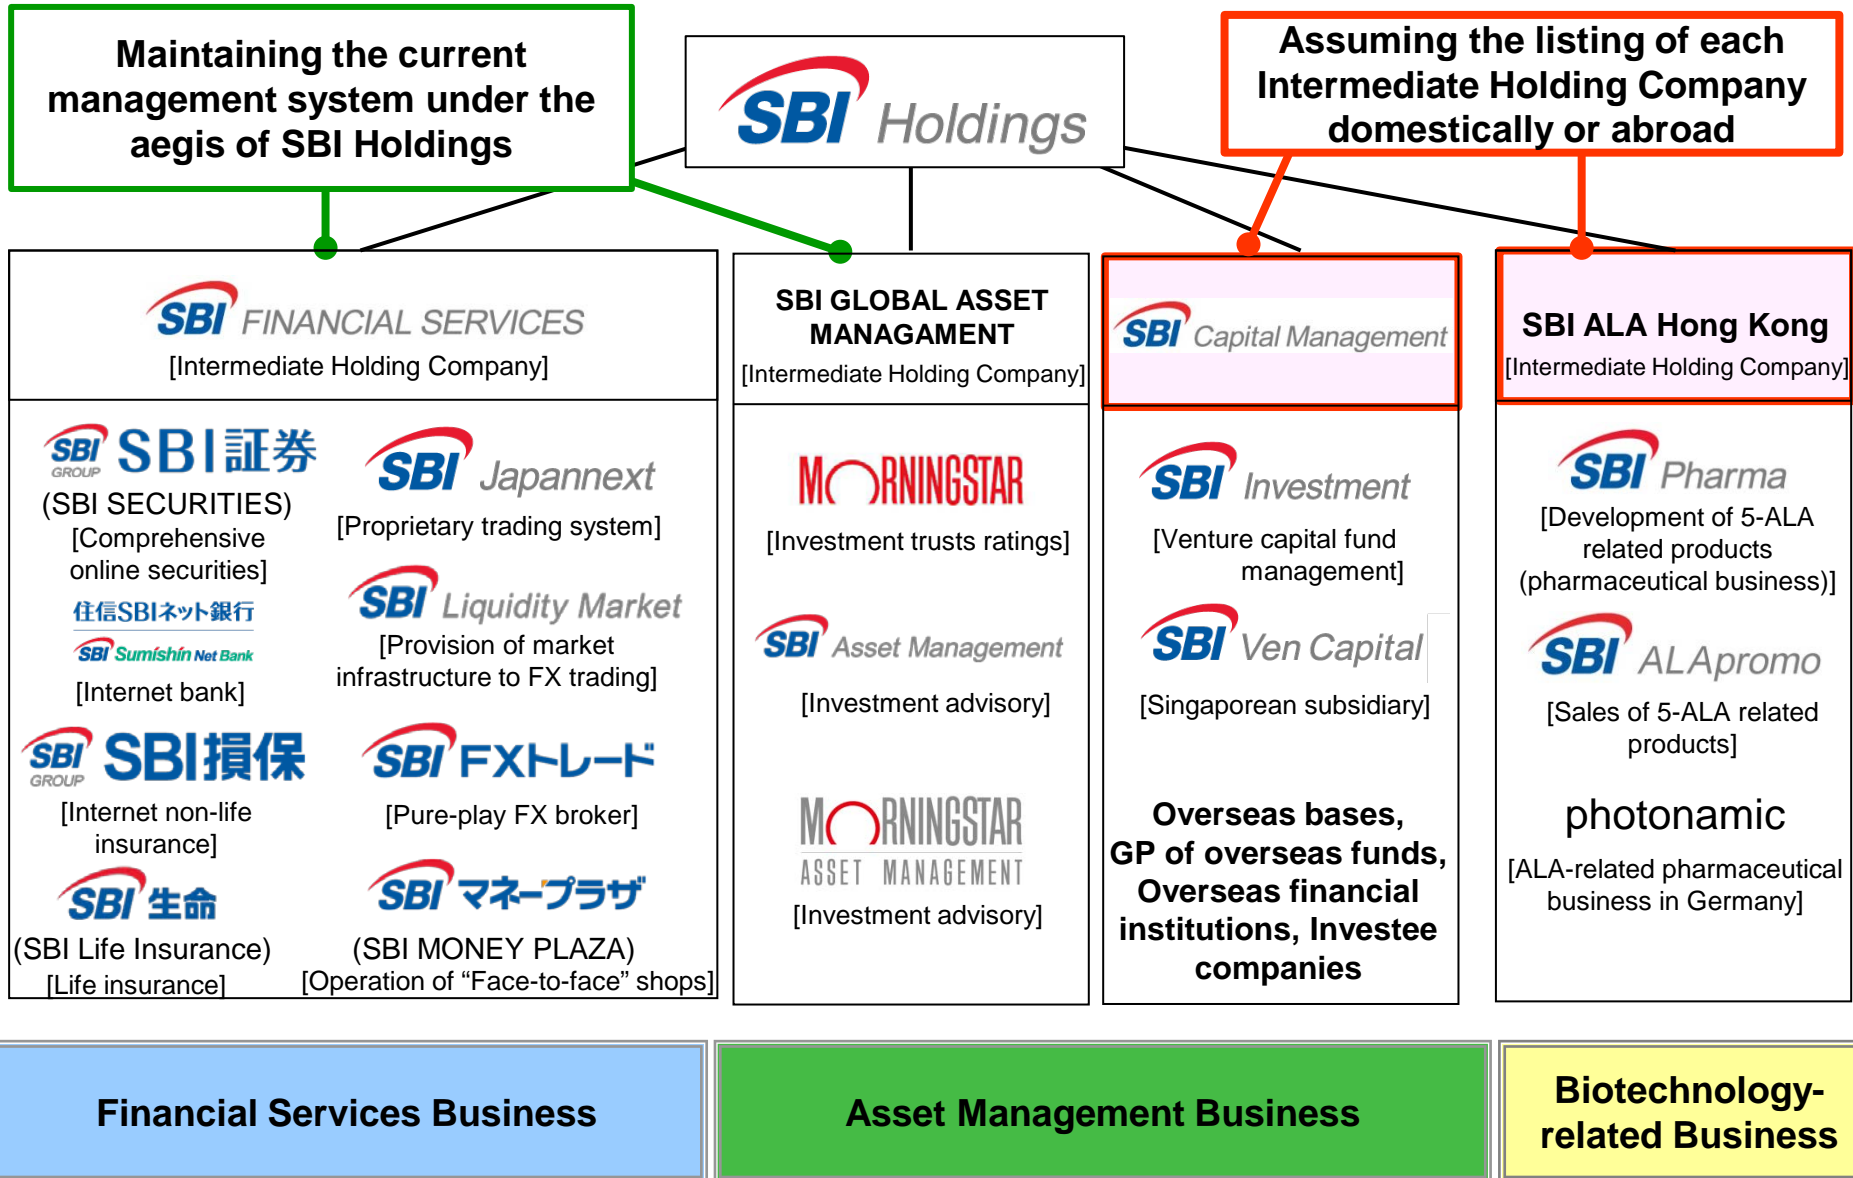 Maintaining the current
management system under the
aegis of SBI Holdings
SBI Holdings
Assuming the listing of each
Intermediate Holding Company
domestically or abroad
SBI FINANCIAL SERVICES
[Intermediate Holding Company]
SBI GLOBAL ASSET
MANAGAMENT
[Intermediate Holding Company]
SBI Capital Management
SBI ALA Hong Kong
[Intermediate Holding Company]
SBI GROUP SBI証券
(SBI SECURITIES)
[Comprehensive
online securities]
住信SBIネット銀行
SBI Sumishin Net Bank
[Internet bank]
SBI GROUP SBI損保
[Internet non-life
insurance]
SBI生命
(SBI Life Insurance)
[Life insurance]
SBI Japannext
[Proprietary trading system]
SBI Liquidity Market
[Provision of market
infrastructure to FX trading]
SBI FXトレード
[Pure-play FX broker]
SBI マネープラザ
(SBI MONEY PLAZA)
[Operation of “Face-to-face” shops]
MORNINGSTAR
[Investment trusts ratings]
SBI Asset Management
[Investment advisory]
MORNINGSTAR
ASSET MANAGEMENT
[Investment advisory]
SBI Investment
[Venture capital fund
management]
SBI Ven Capital
[Singaporean subsidiary]
Overseas bases,
GP of overseas funds,
Overseas financial
institutions, Investee
companies
SBI Pharma
[Development of 5-ALA
related products
(pharmaceutical business)]
SBI ALApromo
[Sales of 5-ALA related
products]
photonamic
[ALA-related pharmaceutical
business in Germany]
Financial Services Business
Asset Management Business
Biotechnology-
related Business